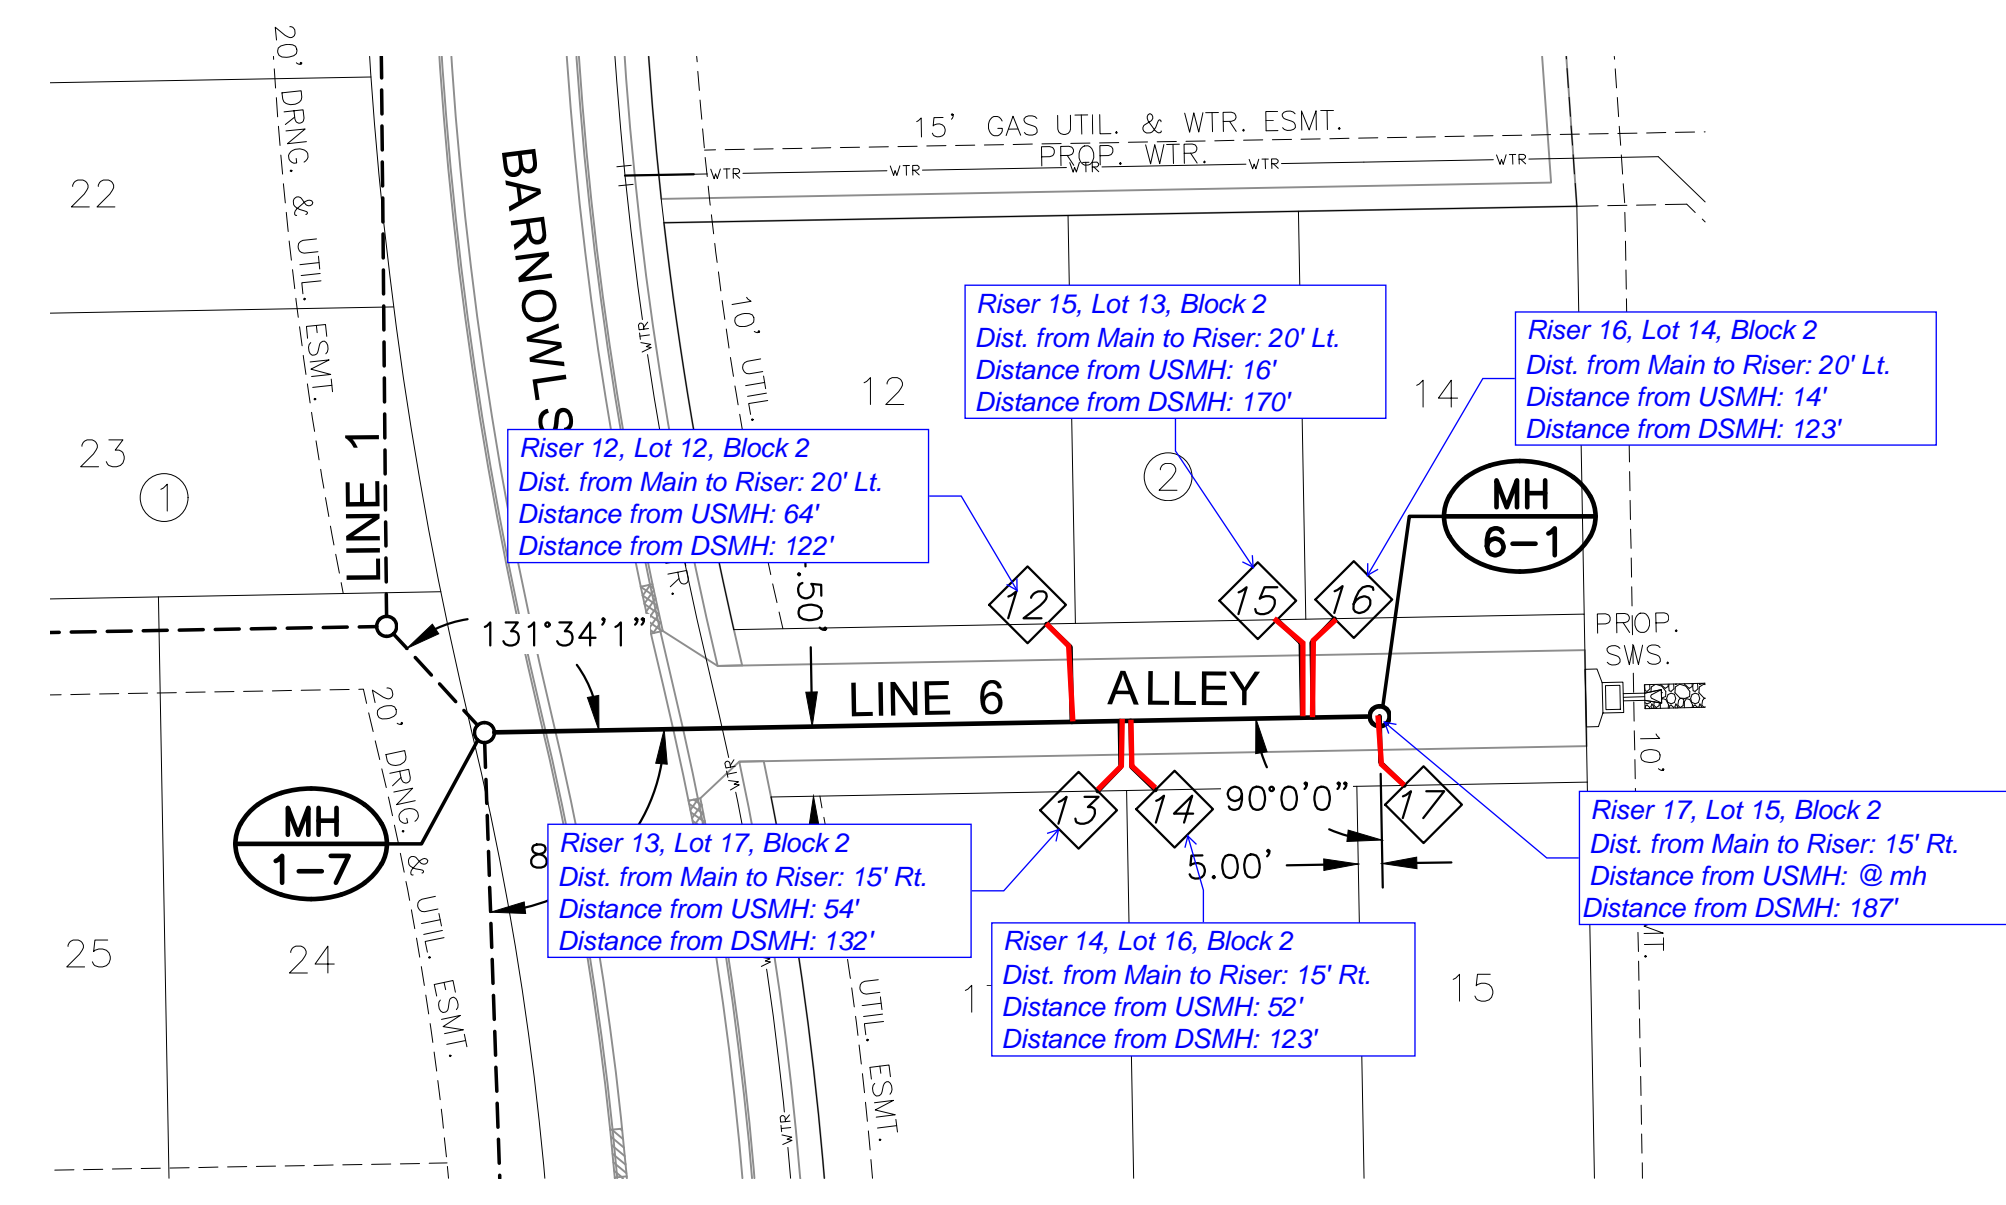 20' DRNG. & UTIL. ESMT.
22
23
1
LINE 1
BARNOWLS
15' GAS UTIL. & WTR. ESMT.
PROP. WTR.
WTR
WTR
WTR
WTR
WTR
WTR
10' UTIL.
12
14
2
Riser 15, Lot 13, Block 2
Dist. from Main to Riser: 20' Lt.
Distance from USMH: 16'
Distance from DSMH: 170'
Riser 16, Lot 14, Block 2
Dist. from Main to Riser: 20' Lt.
Distance from USMH: 14'
Distance from DSMH: 123'
Riser 12, Lot 12, Block 2
Dist. from Main to Riser: 20' Lt.
Distance from USMH: 64'
Distance from DSMH: 122'
MH
6-1
R.
.50'
12
15
16
131°34'1"
PROP.
SWS.
LINE 6
ALLEY
10'
WTR
MH
1-7
20' DRNG. & UTIL. ESMT.
13
14
90°0'0"
17
5.00'
8
Riser 13, Lot 17, Block 2
Dist. from Main to Riser: 15' Rt.
Distance from USMH: 54'
Distance from DSMH: 132'
Riser 17, Lot 15, Block 2
Dist. from Main to Riser: 15' Rt.
Distance from USMH: @ mh
Distance from DSMH: 187'
Riser 14, Lot 16, Block 2
Dist. from Main to Riser: 15' Rt.
Distance from USMH: 52'
Distance from DSMH: 123'
25
24
15
UTIL. ESMT.
WTR